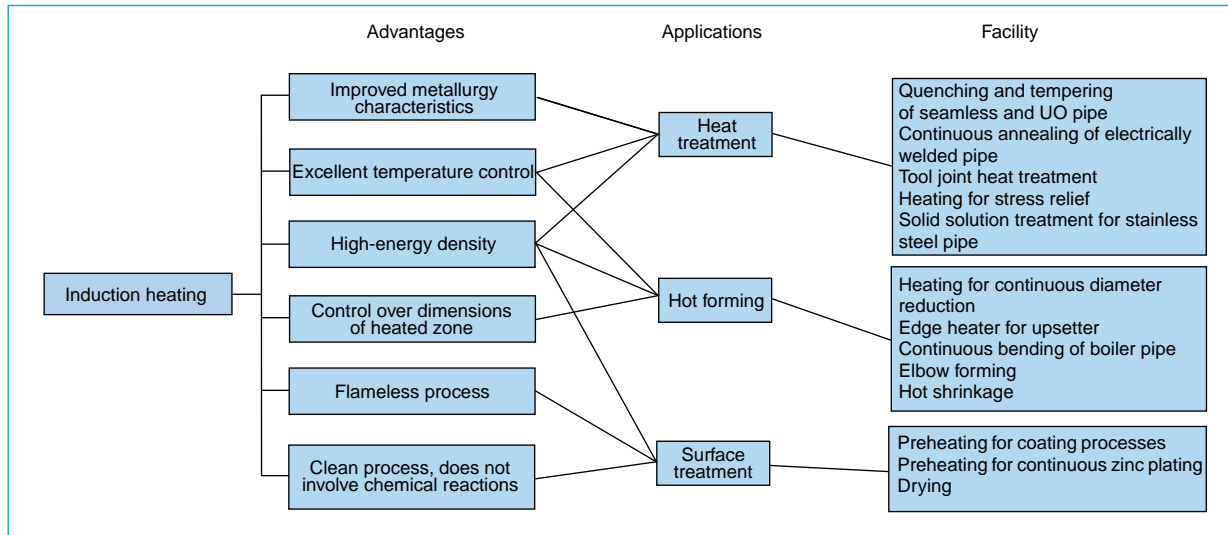 Advantages
Applications
Facility
Induction heating
Improved metallurgy
characteristics
Excellent temperature control
High-energy density
Control over dimensions
of heated zone
Flameless process
Clean process, does not
involve chemical reactions
Heat
treatment
Hot forming
Surface
treatment
Quenching and tempering
of seamless and UO pipe
Continuous annealing of electrically
welded pipe
Tool joint heat treatment
Heating for stress relief
Solid solution treatment for stainless
steel pipe
Heating for continuous diameter
reduction
Edge heater for upsetter
Continuous bending of boiler pipe
Elbow forming
Hot shrinkage
Preheating for coating processes
Preheating for continuous zinc plating
Drying